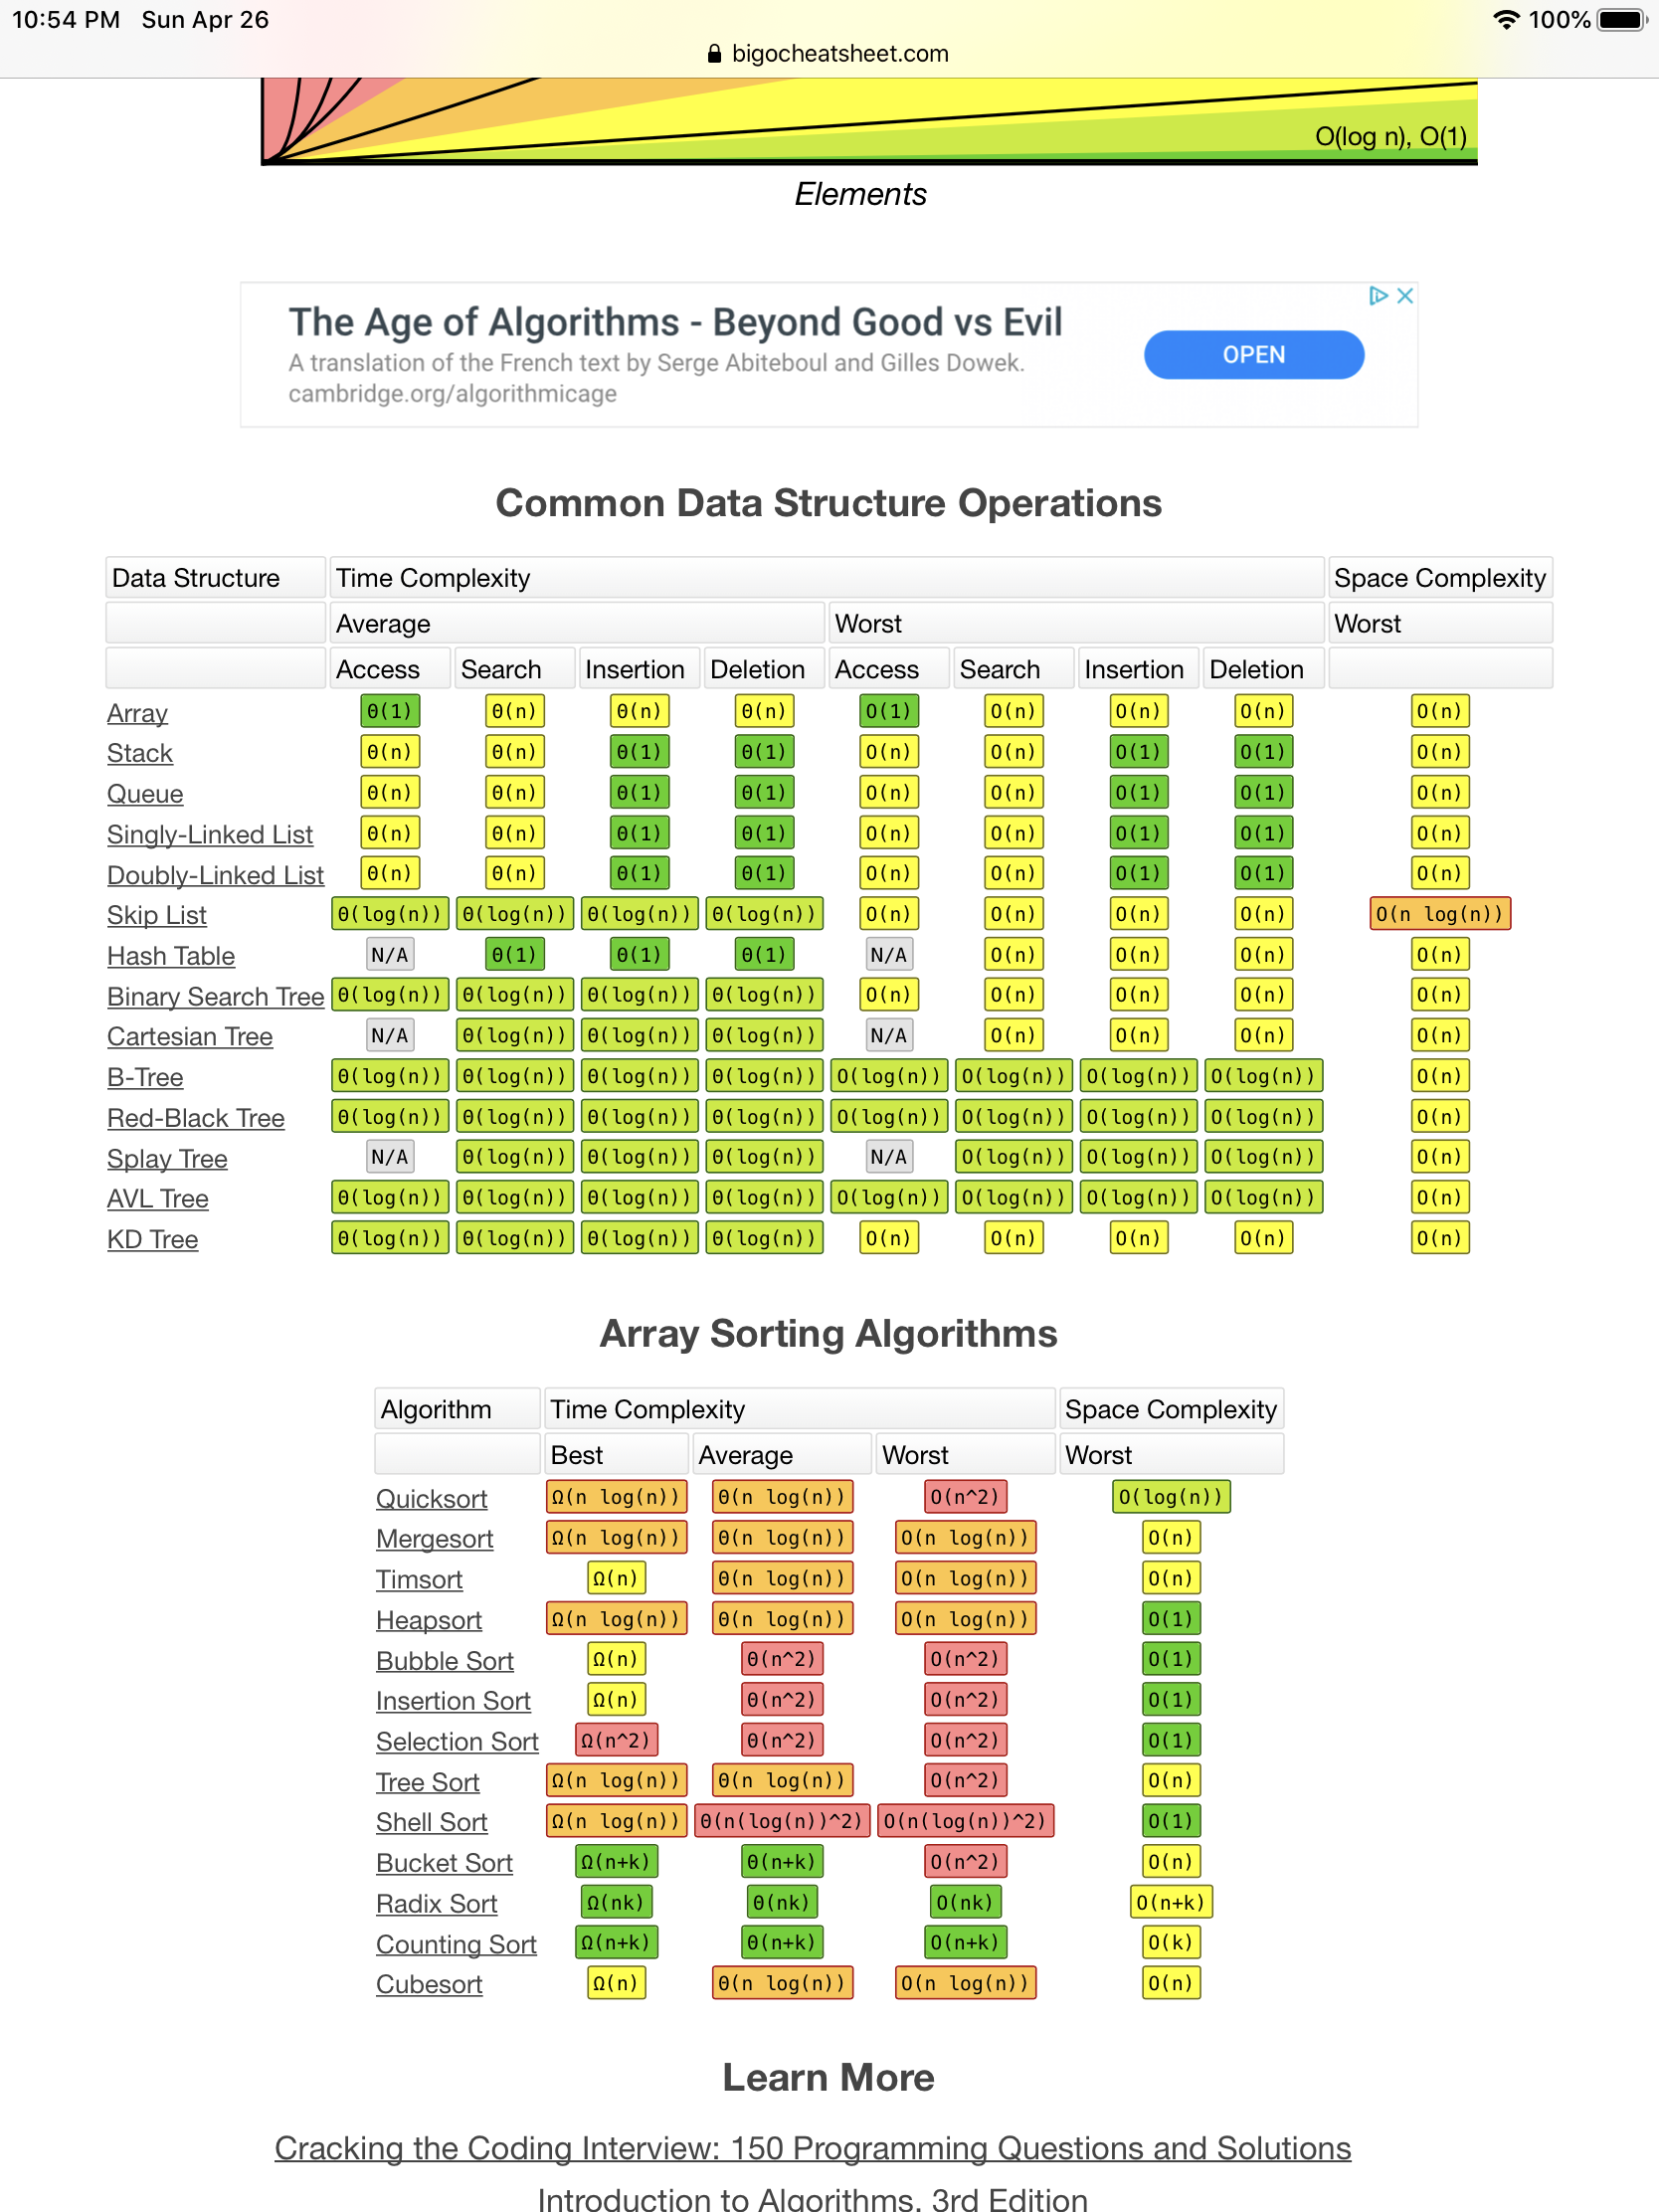 10:54 PM Sun Apr 26 100%
bigocheatsheet.com
O(log n), O(1)
Elements
The Age of Algorithms - Beyond Good vs Evil
A translation of the French text by Serge Abiteboul and Gilles Dowek.
cambridge.org/algorithmicage
OPEN
Common Data Structure Operations
Data Structure Time Complexity Space Complexity
Average Worst Worst
Access Search Insertion Deletion Access Search Insertion Deletion
Array Θ(1) Θ(n) Θ(n) Θ(n) O(1) O(n) O(n) O(n) O(n)
Stack Θ(n) Θ(n) Θ(1) Θ(1) O(n) O(n) O(1) O(1) O(n)
Queue Θ(n) Θ(n) Θ(1) Θ(1) O(n) O(n) O(1) O(1) O(n)
Singly-Linked List Θ(n) Θ(n) Θ(1) Θ(1) O(n) O(n) O(1) O(1) O(n)
Doubly-Linked List Θ(n) Θ(n) Θ(1) Θ(1) O(n) O(n) O(1) O(1) O(n)
Skip List Θ(log(n)) Θ(log(n)) Θ(log(n)) Θ(log(n)) O(n) O(n) O(n) O(n) O(n log(n))
Hash Table N/A Θ(1) Θ(1) Θ(1) N/A O(n) O(n) O(n) O(n)
Binary Search Tree Θ(log(n)) Θ(log(n)) Θ(log(n)) Θ(log(n)) O(n) O(n) O(n) O(n) O(n)
Cartesian Tree N/A Θ(log(n)) Θ(log(n)) Θ(log(n)) N/A O(n) O(n) O(n) O(n)
B-Tree Θ(log(n)) Θ(log(n)) Θ(log(n)) Θ(log(n)) O(log(n)) O(log(n)) O(log(n)) O(log(n)) O(n)
Red-Black Tree Θ(log(n)) Θ(log(n)) Θ(log(n)) Θ(log(n)) O(log(n)) O(log(n)) O(log(n)) O(log(n)) O(n)
Splay Tree N/A Θ(log(n)) Θ(log(n)) Θ(log(n)) N/A O(log(n)) O(log(n)) O(log(n)) O(n)
AVL Tree Θ(log(n)) Θ(log(n)) Θ(log(n)) Θ(log(n)) O(log(n)) O(log(n)) O(log(n)) O(log(n)) O(n)
KD Tree Θ(log(n)) Θ(log(n)) Θ(log(n)) Θ(log(n)) O(n) O(n) O(n) O(n) O(n)
Array Sorting Algorithms
Algorithm Time Complexity Space Complexity
Best Average Worst Worst
Quicksort Ω(n log(n)) Θ(n log(n)) O(n^2) O(log(n))
Mergesort Ω(n log(n)) Θ(n log(n)) O(n log(n)) O(n)
Timsort Ω(n) Θ(n log(n)) O(n log(n)) O(n)
Heapsort Ω(n log(n)) Θ(n log(n)) O(n log(n)) O(1)
Bubble Sort Ω(n) Θ(n^2) O(n^2) O(1)
Insertion Sort Ω(n) Θ(n^2) O(n^2) O(1)
Selection Sort Ω(n^2) Θ(n^2) O(n^2) O(1)
Tree Sort Ω(n log(n)) Θ(n log(n)) O(n^2) O(n)
Shell Sort Ω(n log(n)) Θ(n(log(n))^2) O(n(log(n))^2) O(1)
Bucket Sort Ω(n+k) Θ(n+k) O(n^2) O(n)
Radix Sort Ω(nk) Θ(nk) O(nk) O(n+k)
Counting Sort Ω(n+k) Θ(n+k) O(n+k) O(k)
Cubesort Ω(n) Θ(n log(n)) O(n log(n)) O(n)
Learn More
Cracking the Coding Interview: 150 Programming Questions and Solutions
Introduction to Algorithms, 3rd Edition